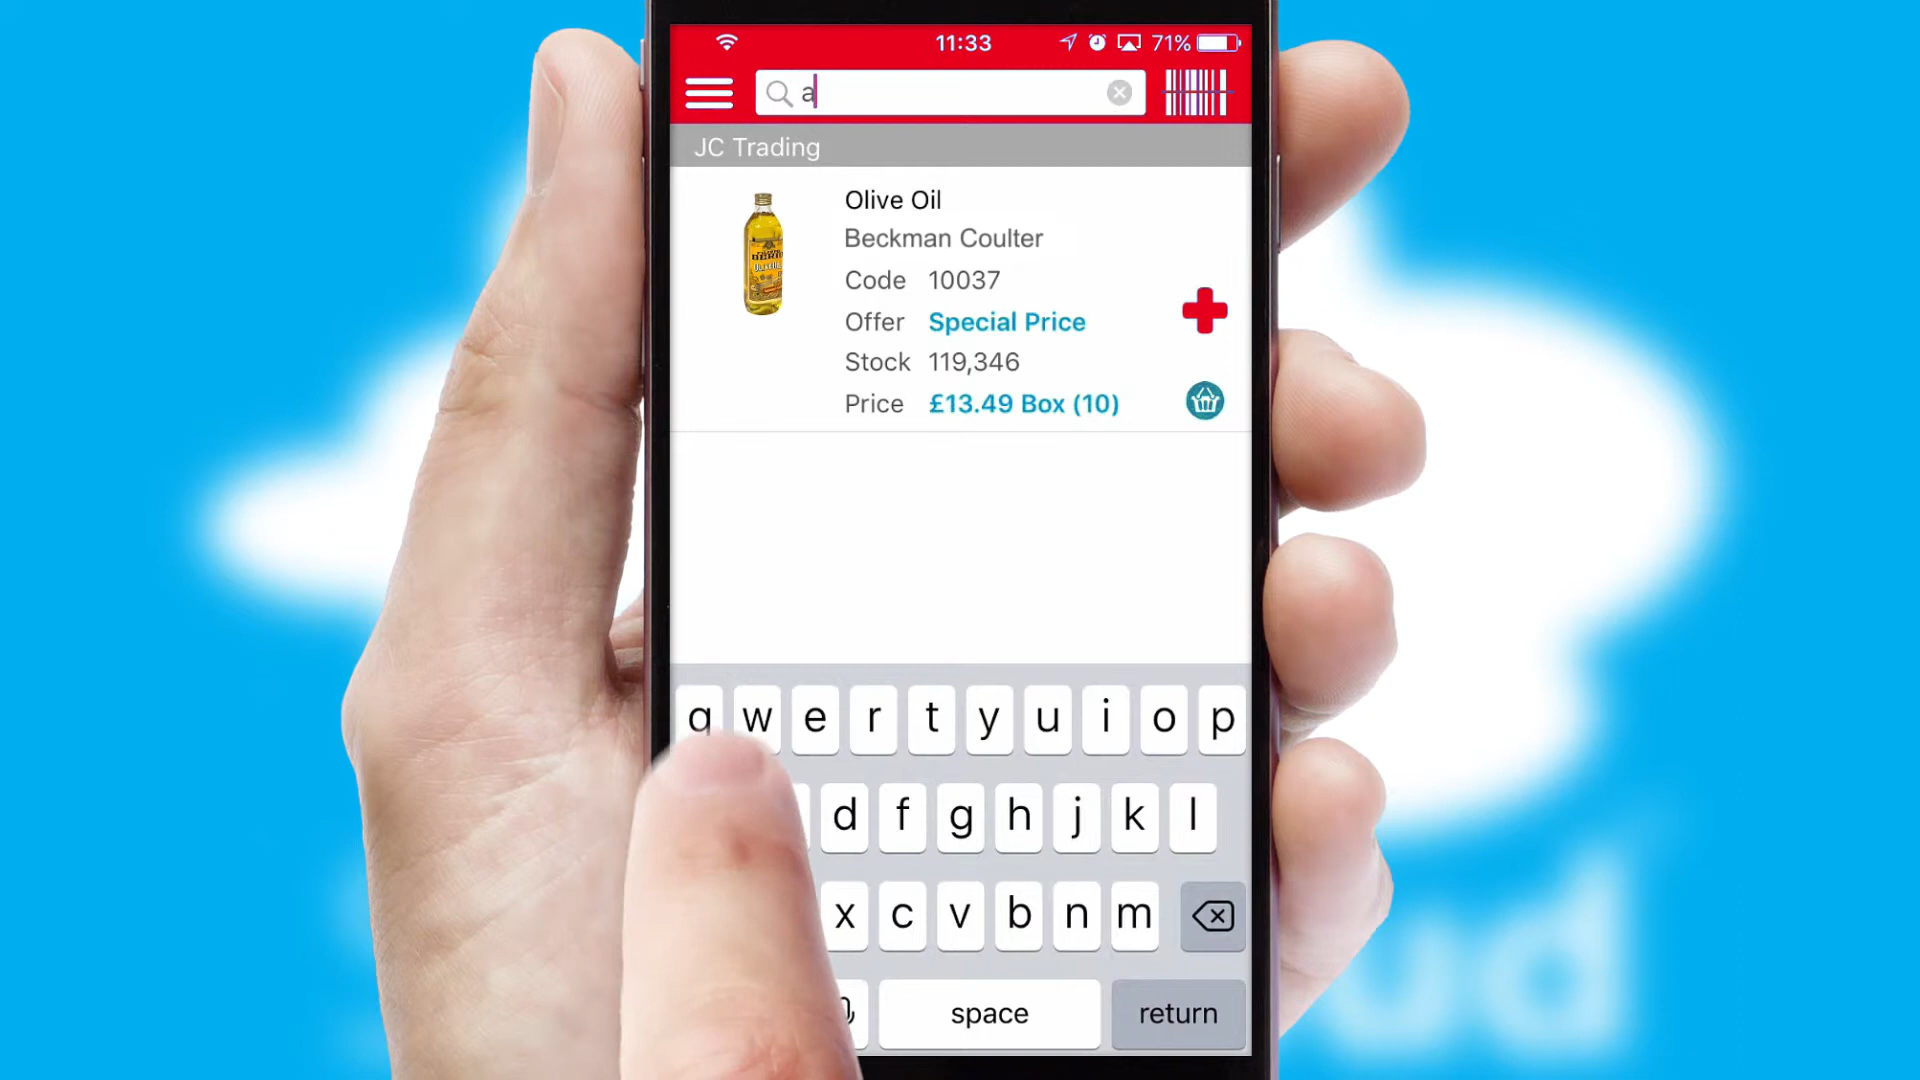 11:33 71%
a
JC Trading
Olive Oil
Beckman Coulter
Code 10037
Offer Special Price
Stock 119,346
Price £13.49 Box (10)
q w e r t y u i o p
d f g h j k l
x c v b n m
space return
ud